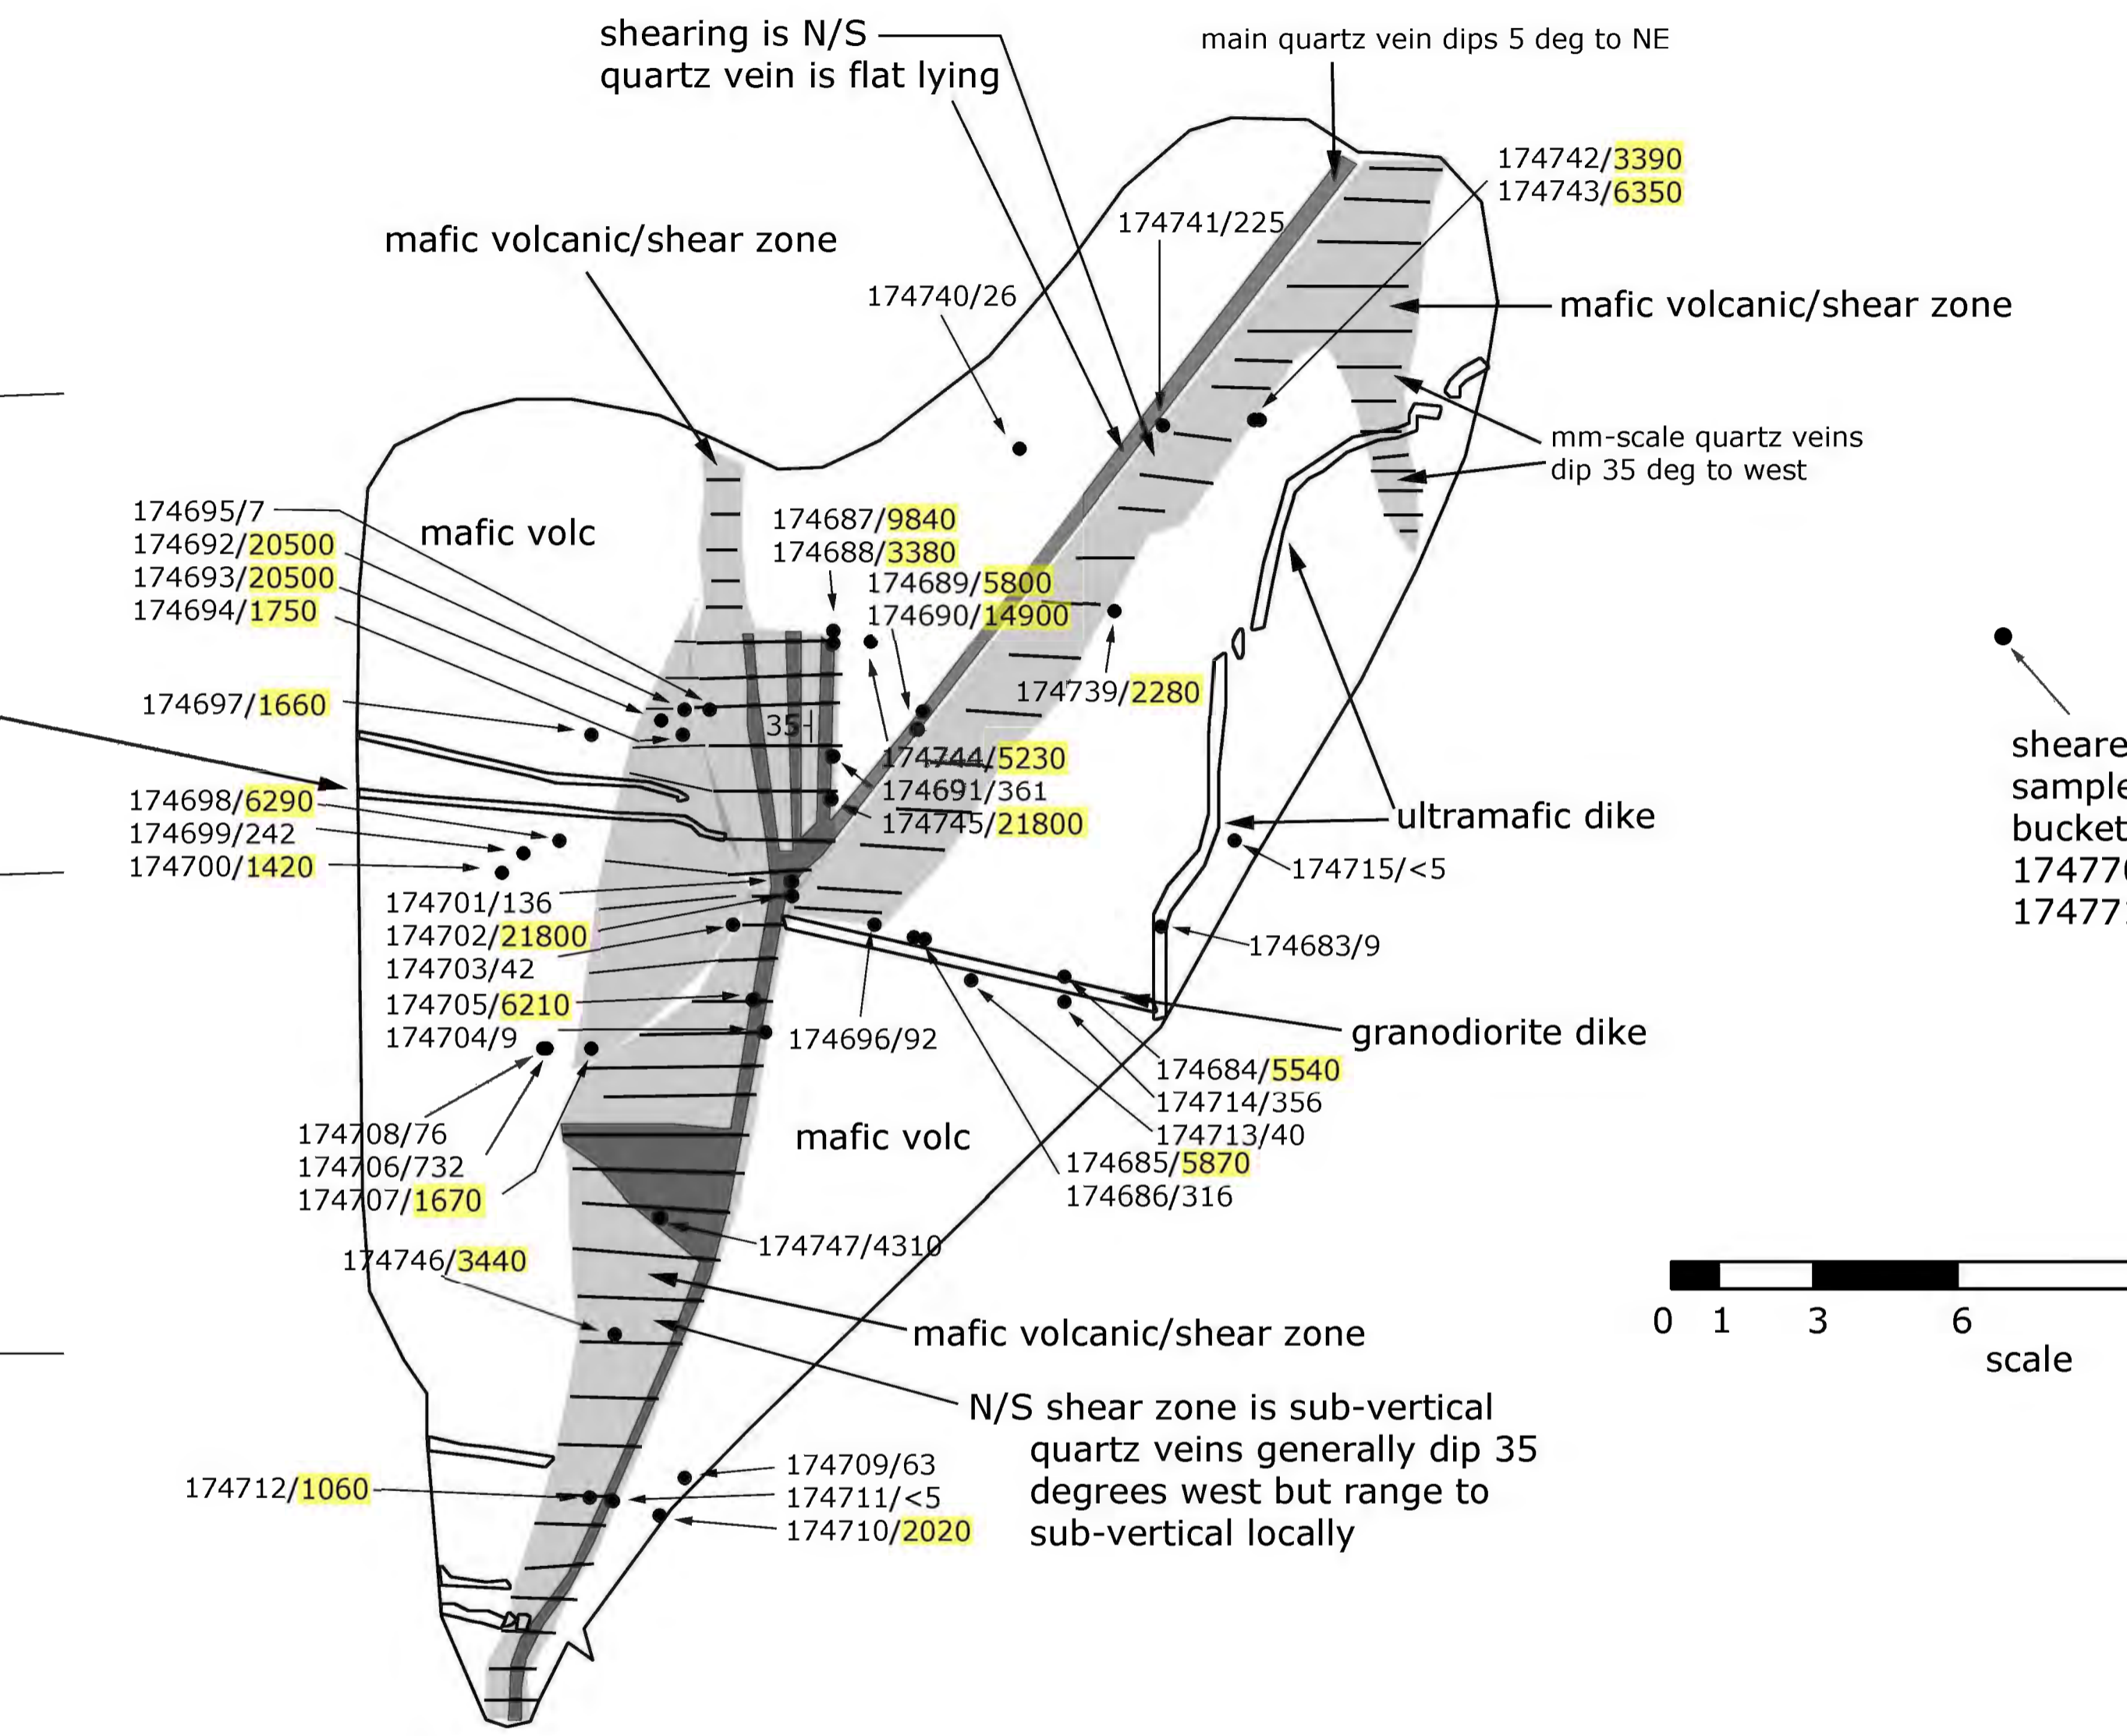 shearing is N/S
quartz vein is flat lying
main quartz vein dips 5 deg to NE
174742/3390
174743/6350
174741/225
mafic volcanic/shear zone
174740/26
mafic volcanic/shear zone
mm-scale quartz veins
dip 35 deg to west
174695/7
174692/20500
174693/20500
174694/1750
mafic volc
174687/9840
174688/3380
174689/5800
174690/14900
174697/1660
174739/2280
35
174744/5230
174691/361
174745/21800
174698/6290
174699/242
174700/1420
ultramafic dike
174715/<5
sheare
sample
bucket
17477
17477
174701/136
174702/21800
174703/42
174705/6210
174704/9
174683/9
174696/92
granodiorite dike
174684/5540
174714/356
174713/40
174685/5870
174686/316
174708/76
174706/732
174707/1670
mafic volc
174747/4310
174746/3440
mafic volcanic/shear zone
N/S shear zone is sub-vertical
quartz veins generally dip 35
degrees west but range to
sub-vertical locally
0 1 3 6
scale
174709/63
174711/<5
174710/2020
174712/1060